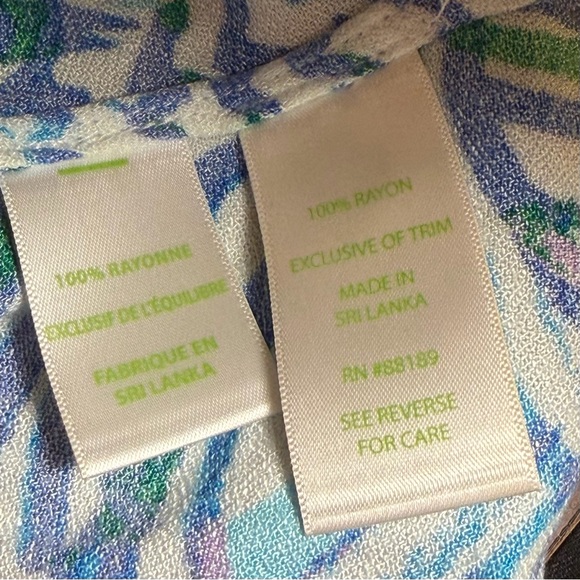 100% RAYONNE
EXCLUSIF DE L'ÉQUILIBRE
FABRIQUE EN
SRI LANKA
100% RAYON
EXCLUSIVE OF TRIM
MADE IN
SRI LANKA
RN #88189
SEE REVERSE
FOR CARE